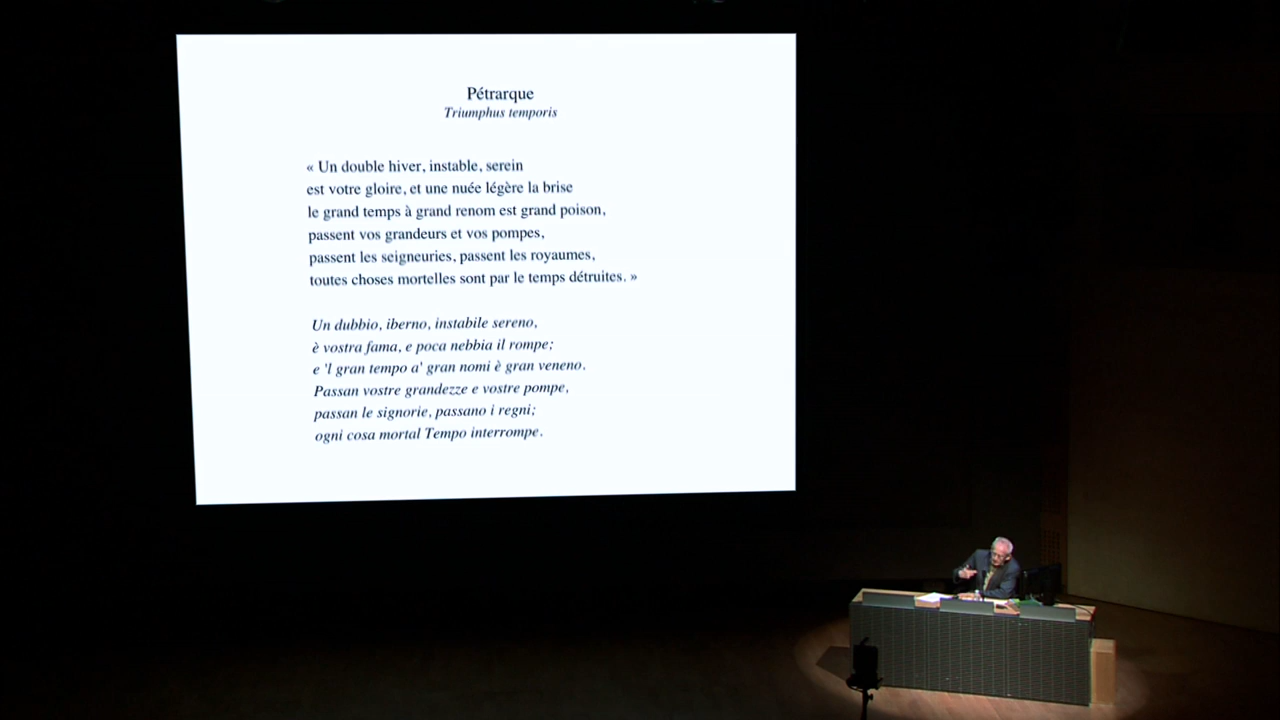 Pétrarque
Triumphus temporis
« Un double hiver, instable, serein
est votre gloire, et une nuée légère la brise
le grand temps à grand renom est grand poison,
passent vos grandeurs et vos pompes,
passent les seigneuries, passent les royaumes,
toutes choses mortelles sont par le temps détruites. »
Un dubbio, iberno, instabile sereno,
è vostra fama, e poca nebbia il rompe;
e 'l gran tempo a' gran nomi è gran veneno.
Passan vostre grandezze e vostre pompe,
passan le signorie, passano i regni;
ogni cosa mortal Tempo interrompe.